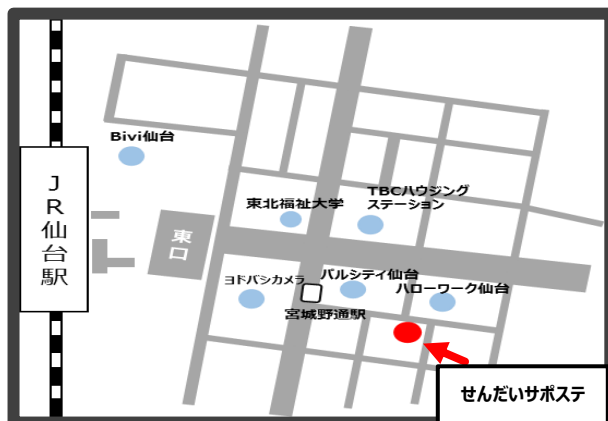 Bivi仙台
JR仙台駅
東口
東北福祉大学
TBCハウジング
ステーション
ヨドバシカメラ
パルシティ仙台
ハローワーク仙台
宮城野通駅
せんだいサポステ